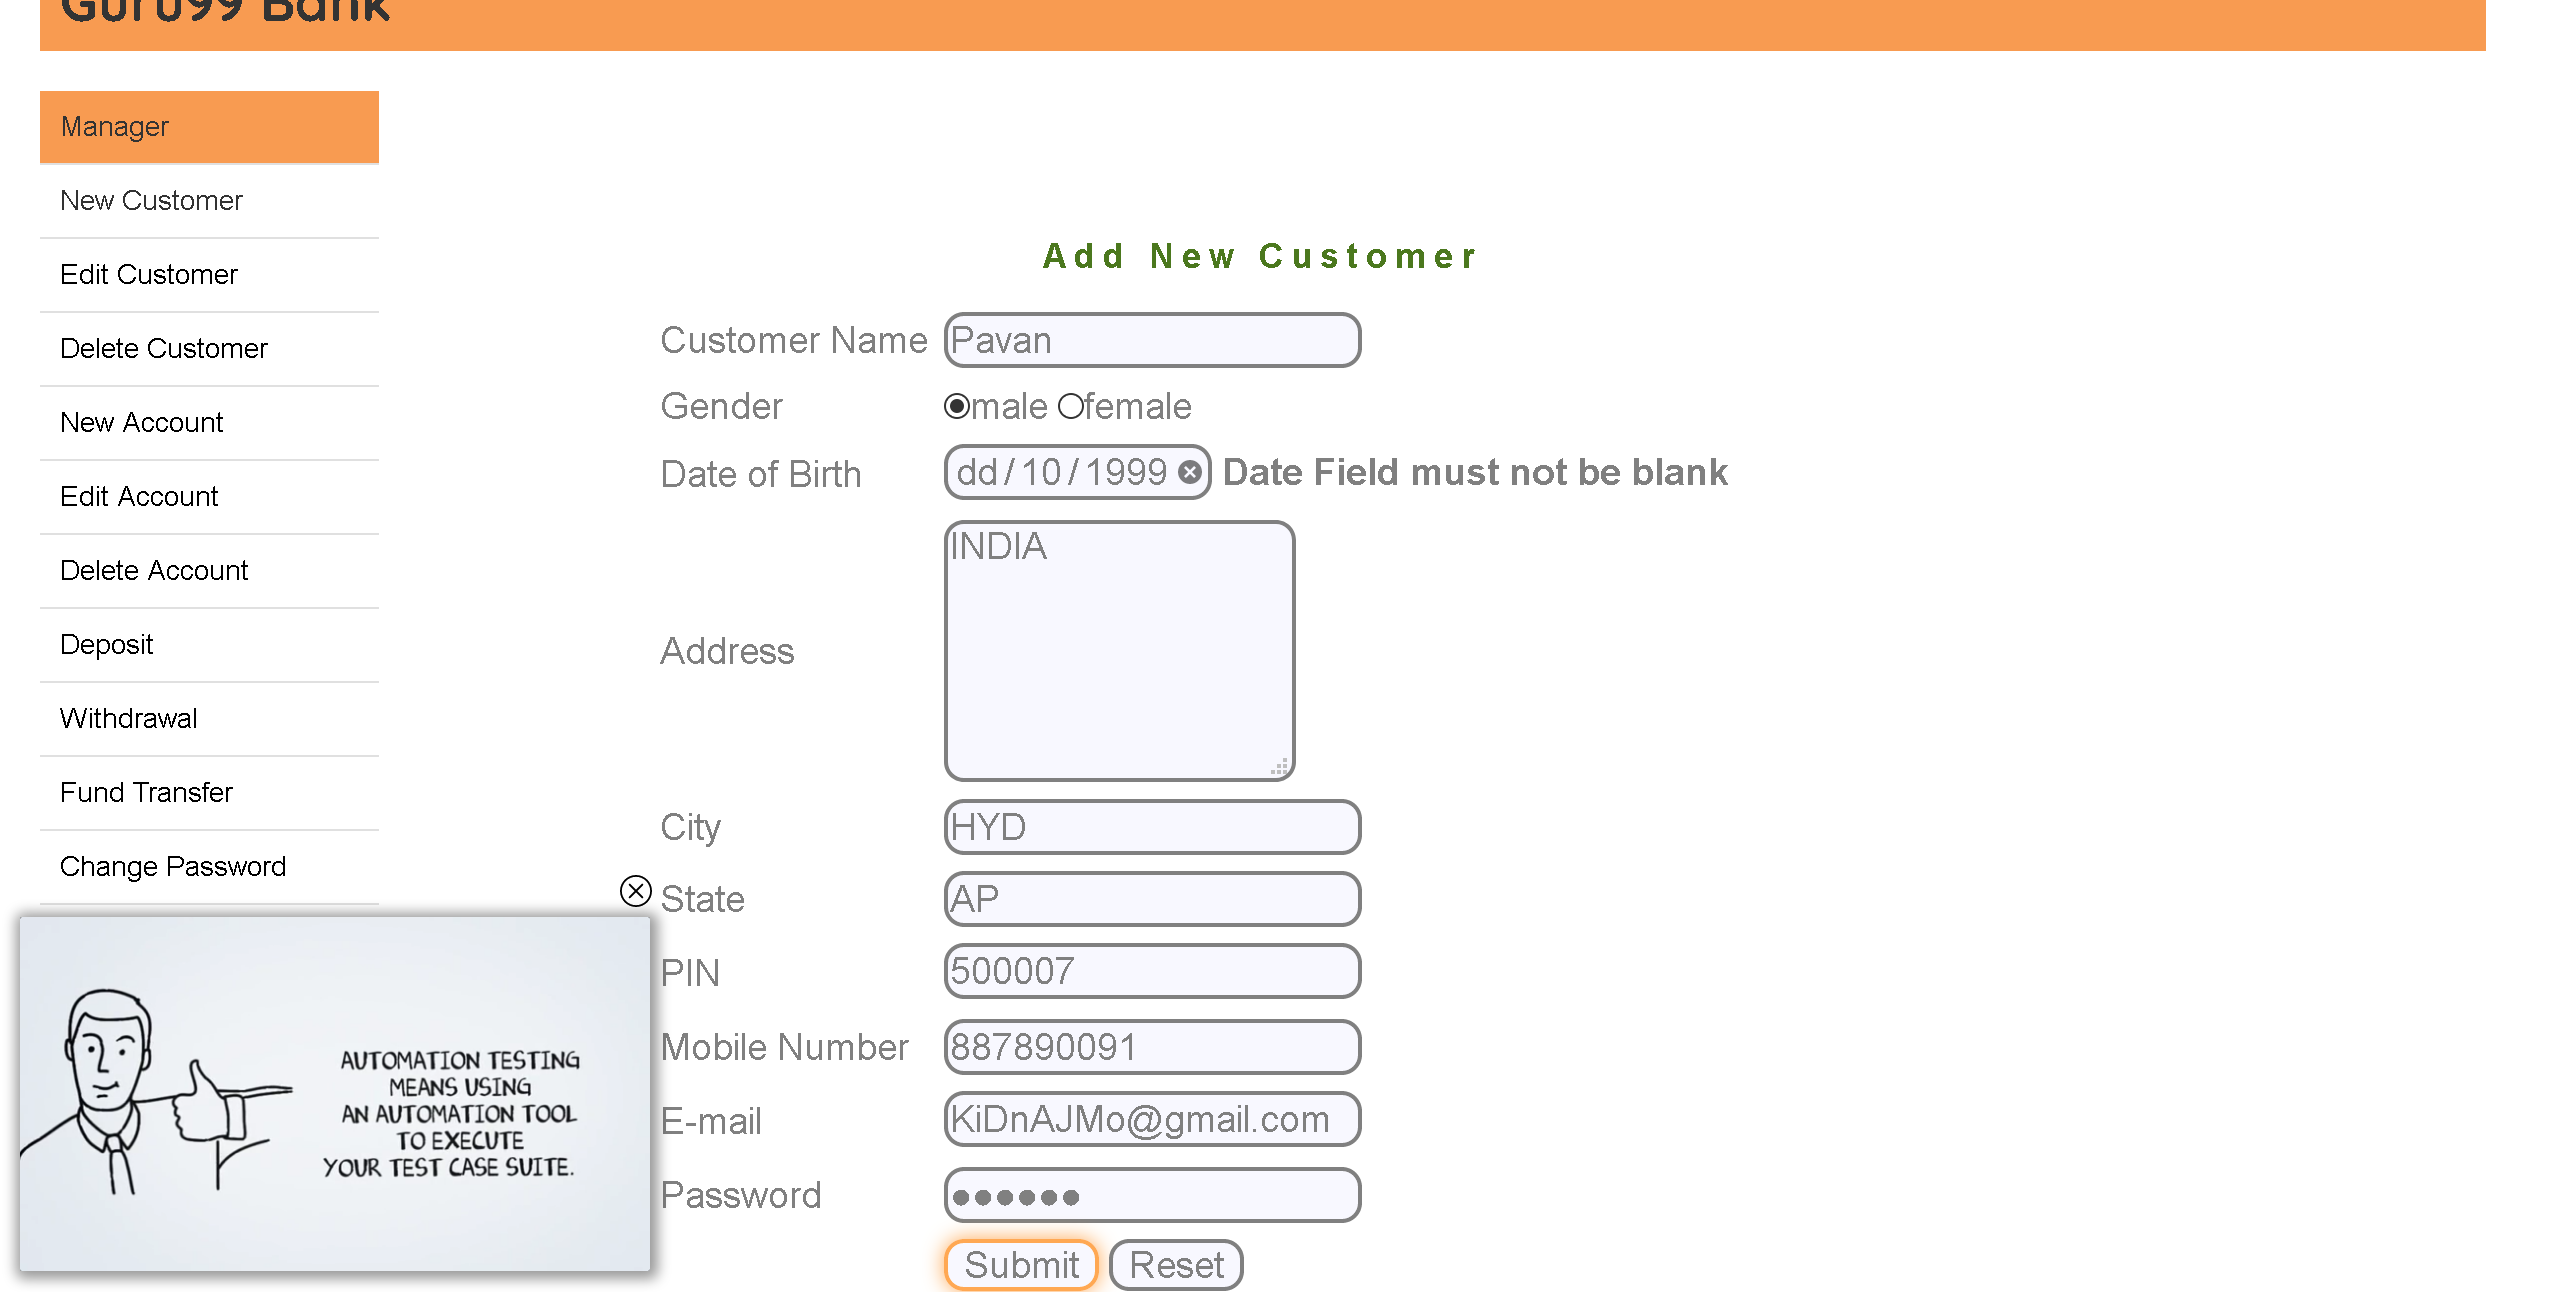 Guru99 Bank
Manager
New Customer
Edit Customer
Delete Customer
New Account
Edit Account
Delete Account
Deposit
Withdrawal
Fund Transfer
Change Password
Add New Customer
Customer Name Pavan
Gender male female
Date of Birth dd/10/1999 Date Field must not be blank
Address INDIA
City HYD
State AP
PIN 500007
Mobile Number 887890091
E-mail KiDnAJMo@gmail.com
Password ●●●●●●
Submit Reset
AUTOMATION TESTING
MEANS USING
AN AUTOMATION TOOL
TO EXECUTE
YOUR TEST CASE SUITE.